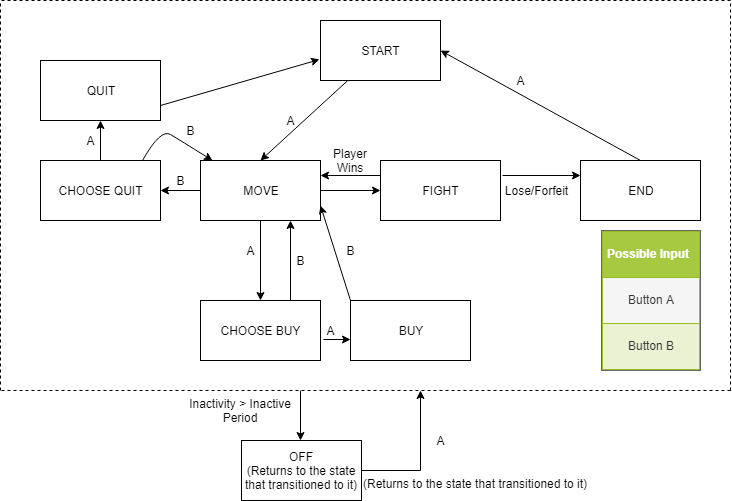 START
QUIT
A
A
A
B
Player
Wins
CHOOSE QUIT
B
MOVE
FIGHT
Lose/Forfeit
END
A
B
B
Possible Input
Button A
Button B
CHOOSE BUY
A
BUY
Inactivity > Inactive
Period
A
OFF
(Returns to the state
that transitioned to it)
(Returns to the state that transitioned to it)